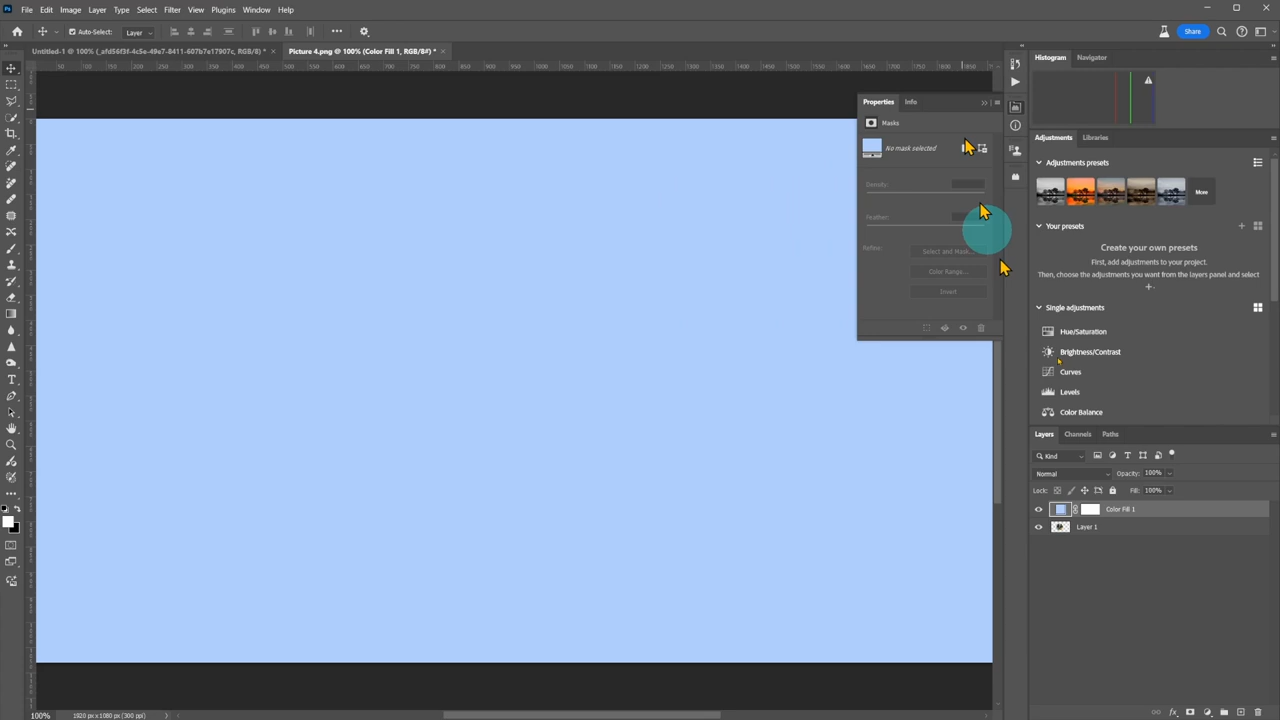 Ps File Edit Image Layer Type Select Filter View Plugins Window Help
Auto-Select: Layer Share
Untitled-1 @ 100% (_afd56f3f-4c5e-49e7-8411-607b7e17907c, RGB/8) * × Picture 4.png @ 100% (Color Fill 1, RGB/8#) * ×
Histogram Navigator
Properties Info
Masks
No mask selected
Density:
Feather:
Refine: Select and Mask...
Color Range...
Invert
Adjustments Libraries
Adjustments presets
More
Your presets
Create your own presets
First, add adjustments to your project.
Then, choose the adjustments you want from the layers panel and select
Single adjustments
Hue/Saturation
Brightness/Contrast
Curves
Levels
Color Balance
Layers Channels Paths
Kind
Normal Opacity: 100%
Lock: Fill: 100%
Color Fill 1
Layer 1
100% 1920 px x 1080 px (300 ppi)